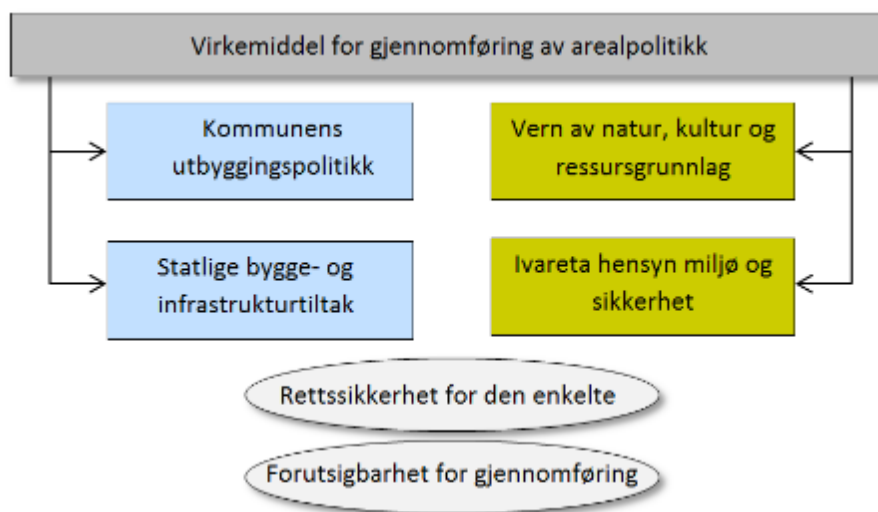 Virkemiddel for gjennomføring av arealpolitikk
Kommunens
utbyggingspolitikk
Vern av natur, kultur og
ressursgrunnlag
Statlige bygge- og
infrastrukturtiltak
Ivareta hensyn miljø og
sikkerhet
Rettssikkerhet for den enkelte
Forutsigbarhet for gjennomføring